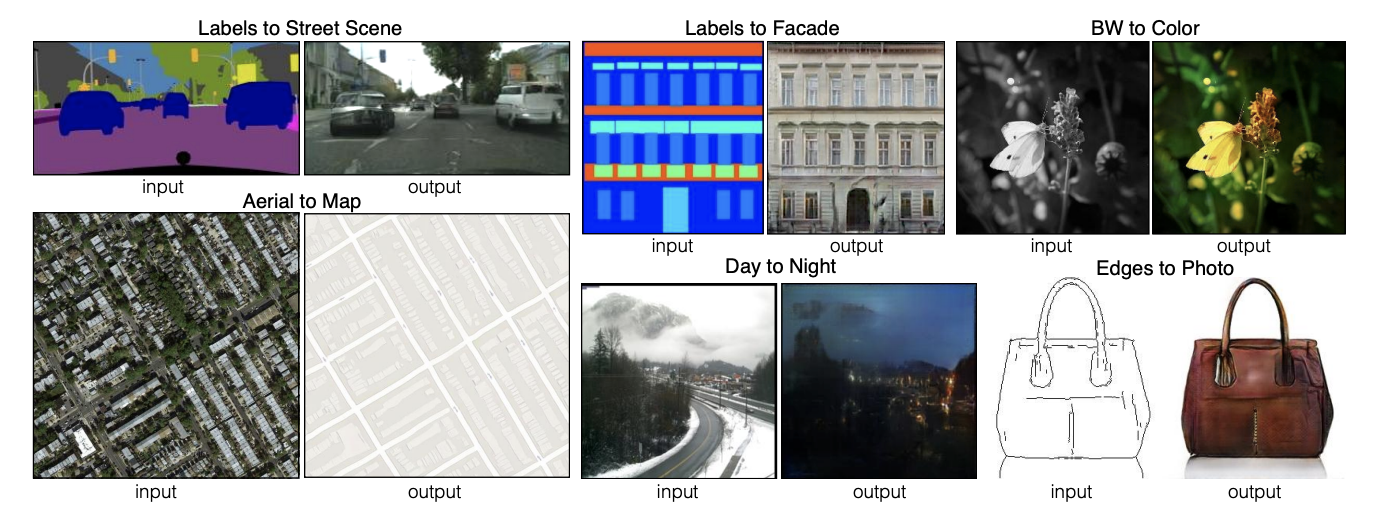 Labels to Street Scene
input
output
Aerial to Map
input
output
Labels to Facade
input
output
BW to Color
input
output
Day to Night
input
output
Edges to Photo
input
output